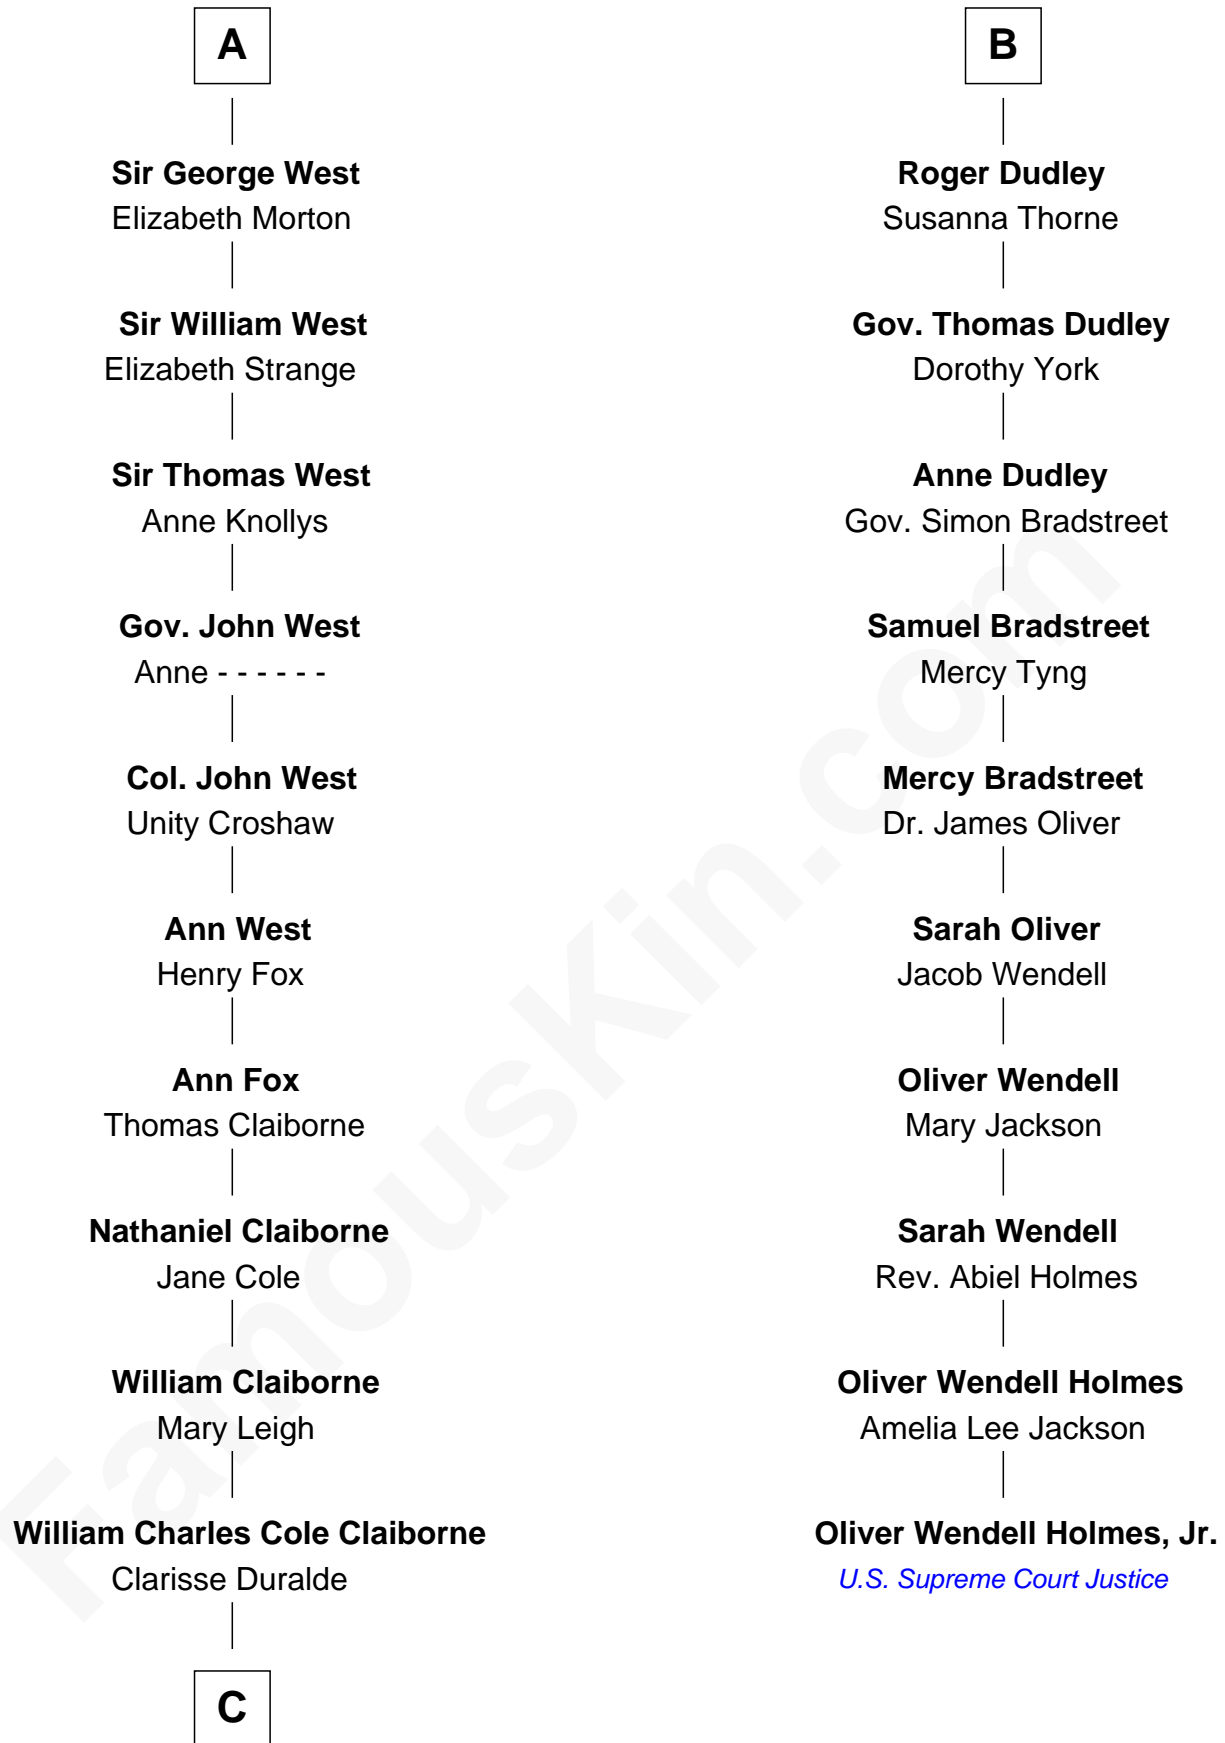 A
Sir George West
Elizabeth Morton
Sir William West
Elizabeth Strange
Sir Thomas West
Anne Knollys
Gov. John West
Anne - - - - - -
Col. John West
Unity Croshaw
Ann West
Henry Fox
Ann Fox
Thomas Claiborne
Nathaniel Claiborne
Jane Cole
William Claiborne
Mary Leigh
William Charles Cole Claiborne
Clarisse Duralde
C
B
Roger Dudley
Susanna Thorne
Gov. Thomas Dudley
Dorothy York
Anne Dudley
Gov. Simon Bradstreet
Samuel Bradstreet
Mercy Tyng
Mercy Bradstreet
Dr. James Oliver
Sarah Oliver
Jacob Wendell
Oliver Wendell
Mary Jackson
Sarah Wendell
Rev. Abiel Holmes
Oliver Wendell Holmes
Amelia Lee Jackson
Oliver Wendell Holmes, Jr.
U.S. Supreme Court Justice
FamousKin.com